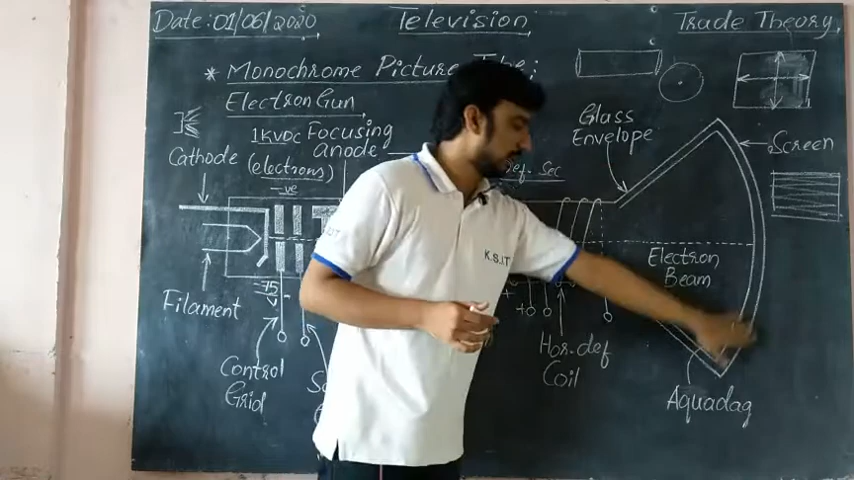 Date: 01/06/2020
Television
Trade Theory
* Monochrome Picture
Electron Gun
1KVDC Focusing
Anode
Cathode
(Electrons)
-ve
Def. Sec
Glass
Envelope
Screen
K.S.I.T
Electron
Beam
Filament
-75
V
Control
Grid
+
+
Hor-def.
Coil
Aquadag